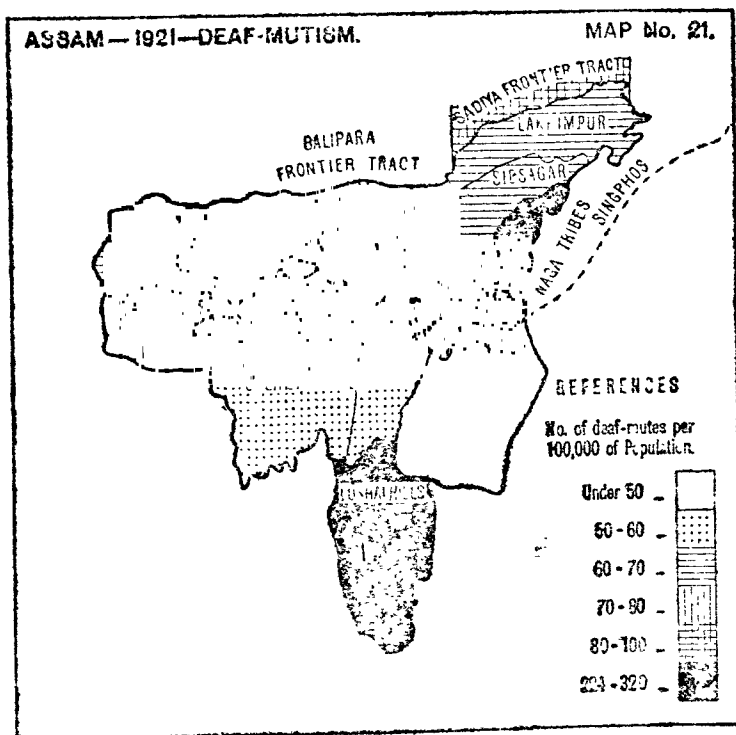 ASSAM — 1921 — DEAF-MUTISM.
MAP No. 21.
SADIYA FRONTIER TRACT
LAKHIMPUR
BALIPARA
FRONTIER TRACT
SIBSAGAR
NAGA TRIBES
SINGPHOS
LUSHAI HILLS
REFERENCES
No. of deaf-mutes per
100,000 of Population.
Under 50
50-60
60-70
70-80
80-100
224-320